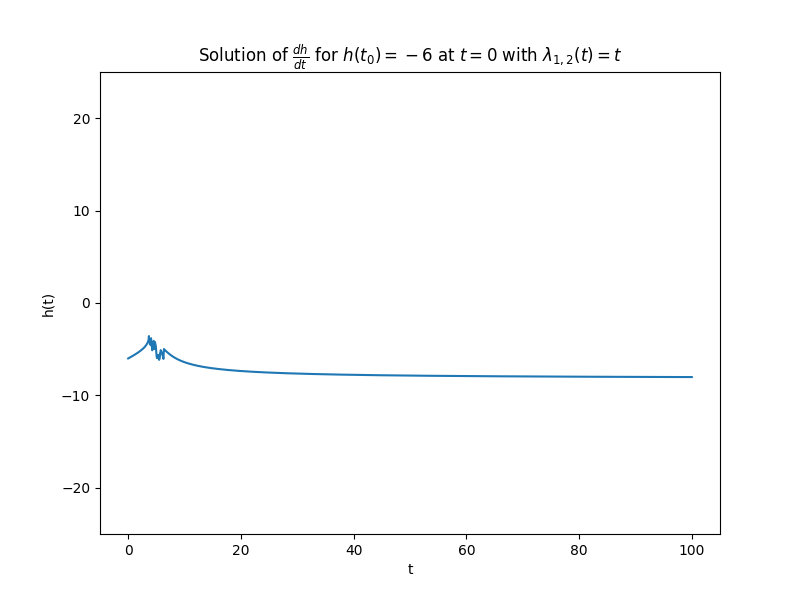 Solution of $\frac{dh}{dt}$ for $h(t_0) = -6$ at $t = 0$ with $\lambda_{1,2}(t) = t$
20
10
0
−10
−20
h(t)
0 20 40 60 80 100
t